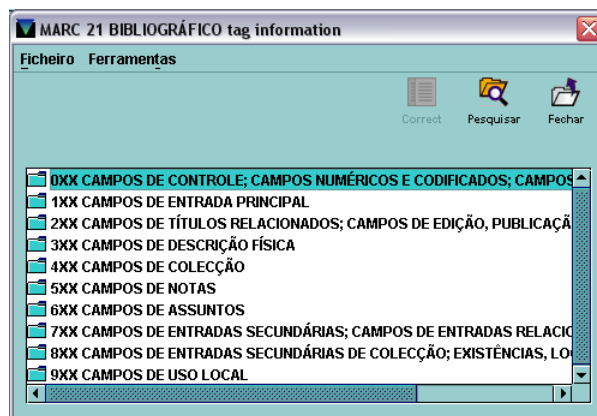 MARC 21 BIBLIOGRÁFICO tag information
Ficheiro Ferramentas
Correct Pesquisar Fechar
0XX CAMPOS DE CONTROLE; CAMPOS NUMÉRICOS E CODIFICADOS; CAMPOS
1XX CAMPOS DE ENTRADA PRINCIPAL
2XX CAMPOS DE TÍTULOS RELACIONADOS; CAMPOS DE EDIÇÃO, PUBLICAÇÃ
3XX CAMPOS DE DESCRIÇÃO FÍSICA
4XX CAMPOS DE COLECÇÃO
5XX CAMPOS DE NOTAS
6XX CAMPOS DE ASSUNTOS
7XX CAMPOS DE ENTRADAS SECUNDÁRIAS; CAMPOS DE ENTRADAS RELACIO
8XX CAMPOS DE ENTRADAS SECUNDÁRIAS DE COLECÇÃO; EXISTÊNCIAS, LO
9XX CAMPOS DE USO LOCAL